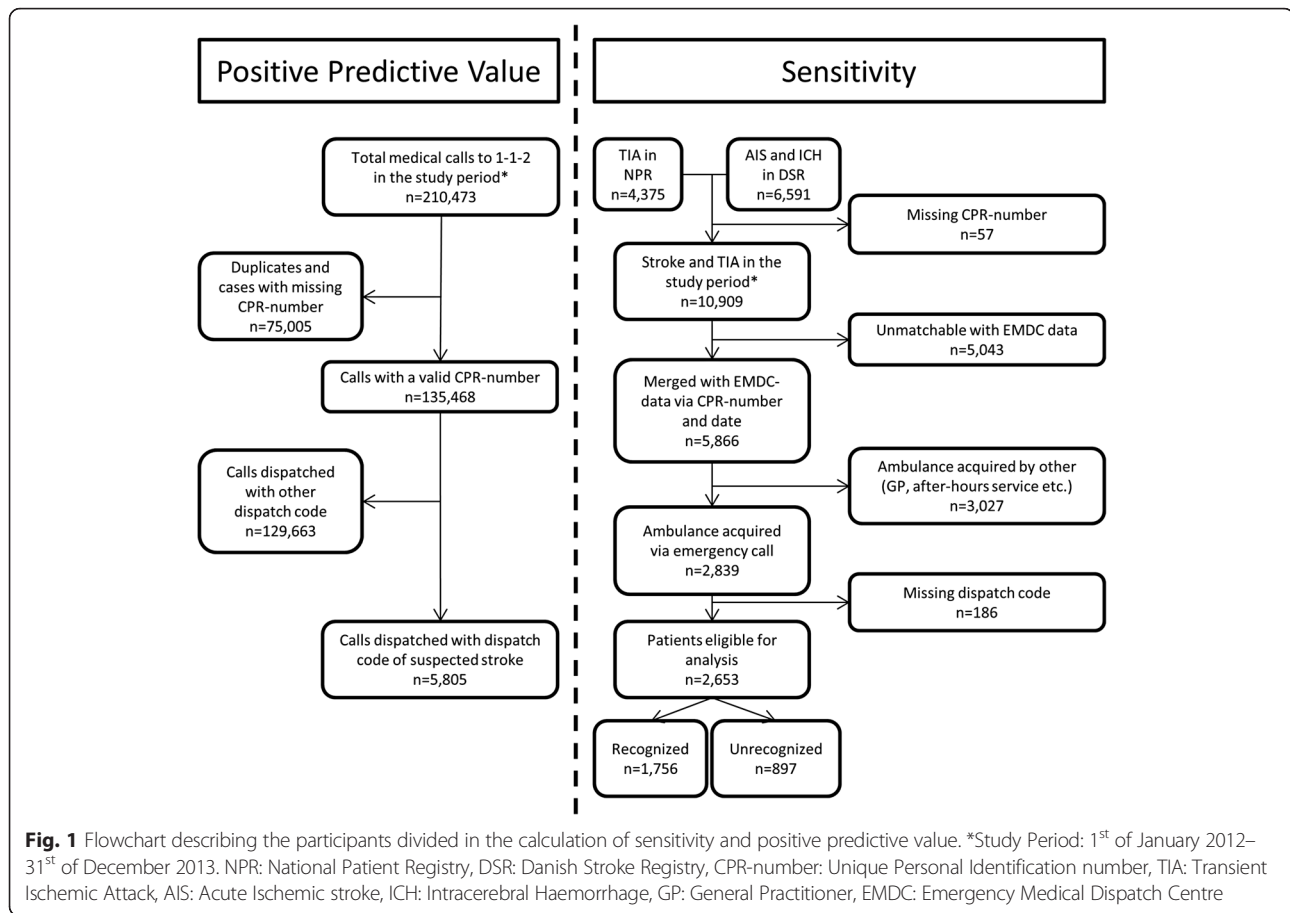 Positive Predictive Value
Total medical calls to 1-1-2
in the study period*
n=210,473
Duplicates and
cases with missing
CPR-number
n=75,005
Calls with a valid CPR-number
n=135,468
Calls dispatched
with other
dispatch code
n=129,663
Calls dispatched with dispatch
code of suspected stroke
n=5,805
Sensitivity
TIA in
NPR
n=4,375
AIS and ICH
in DSR
n=6,591
Missing CPR-number
n=57
Stroke and TIA in the
study period*
n=10,909
Unmatchable with EMDC data
n=5,043
Merged with EMDC-
data via CPR-number
and date
n=5,866
Ambulance acquired by other
(GP, after-hours service etc.)
n=3,027
Ambulance acquired
via emergency call
n=2,839
Missing dispatch code
n=186
Patients eligible for
analysis
n=2,653
Recognized
n=1,756
Unrecognized
n=897
Fig. 1 Flowchart describing the participants divided in the calculation of sensitivity and positive predictive value. *Study Period: 1st of January 2012–
31st of December 2013. NPR: National Patient Registry, DSR: Danish Stroke Registry, CPR-number: Unique Personal Identification number, TIA: Transient
Ischemic Attack, AIS: Acute Ischemic stroke, ICH: Intracerebral Haemorrhage, GP: General Practitioner, EMDC: Emergency Medical Dispatch Centre